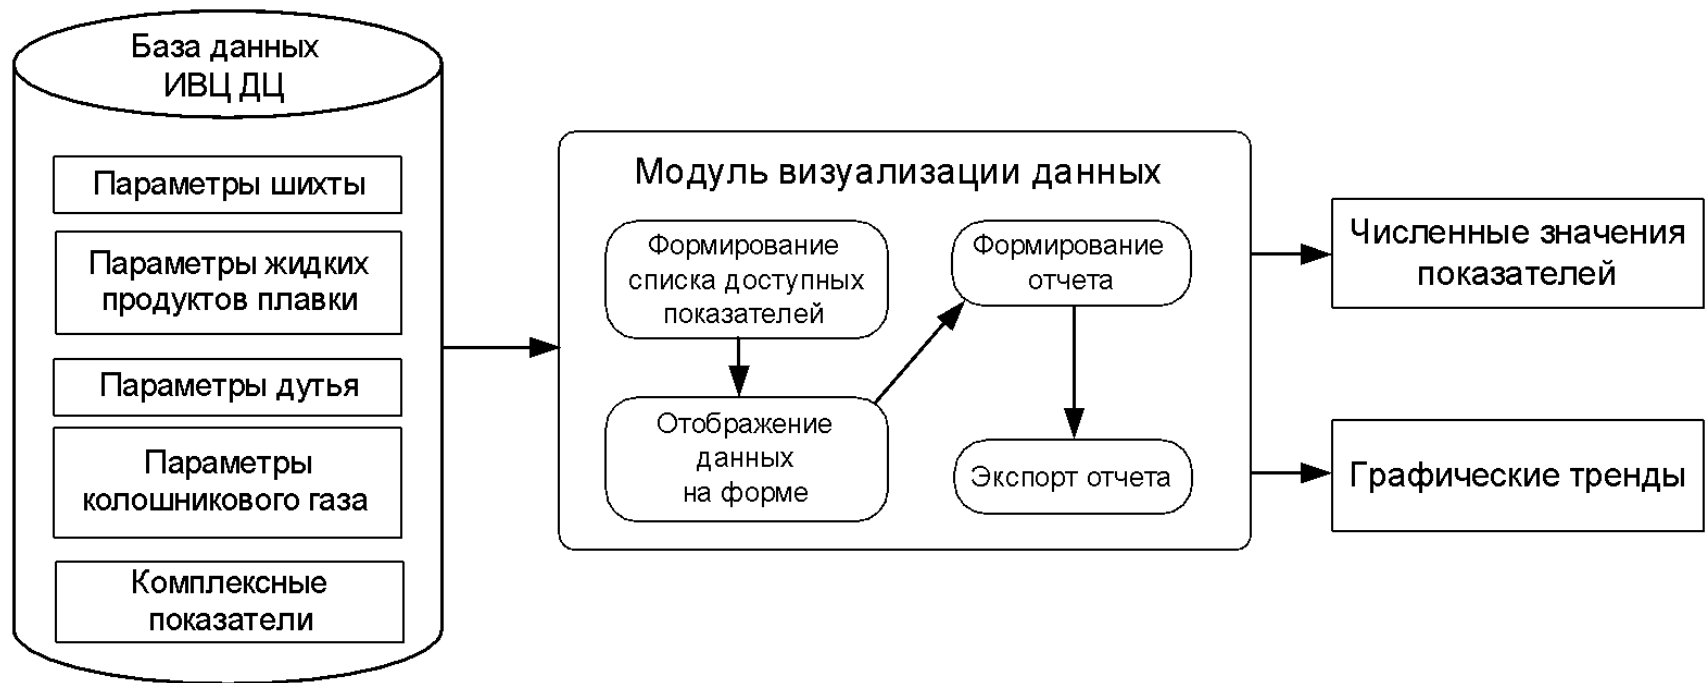 База данных
ИВЦ ДЦ
Параметры шихты
Параметры жидких
продуктов плавки
Параметры дутья
Параметры
колошникового газа
Комплексные
показатели
Модуль визуализации данных
Формирование
списка доступных
показателей
Отображение
данных
на форме
Формирование
отчета
Экспорт отчета
Численные значения
показателей
Графические тренды